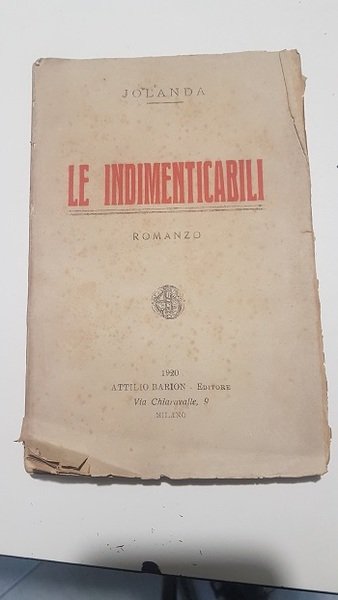 JOLANDA
LE INDIMENTICABILI
ROMANZO
1920
ATTILIO BARION - EDITORE
Via Chiaravalle, 9
MILANO